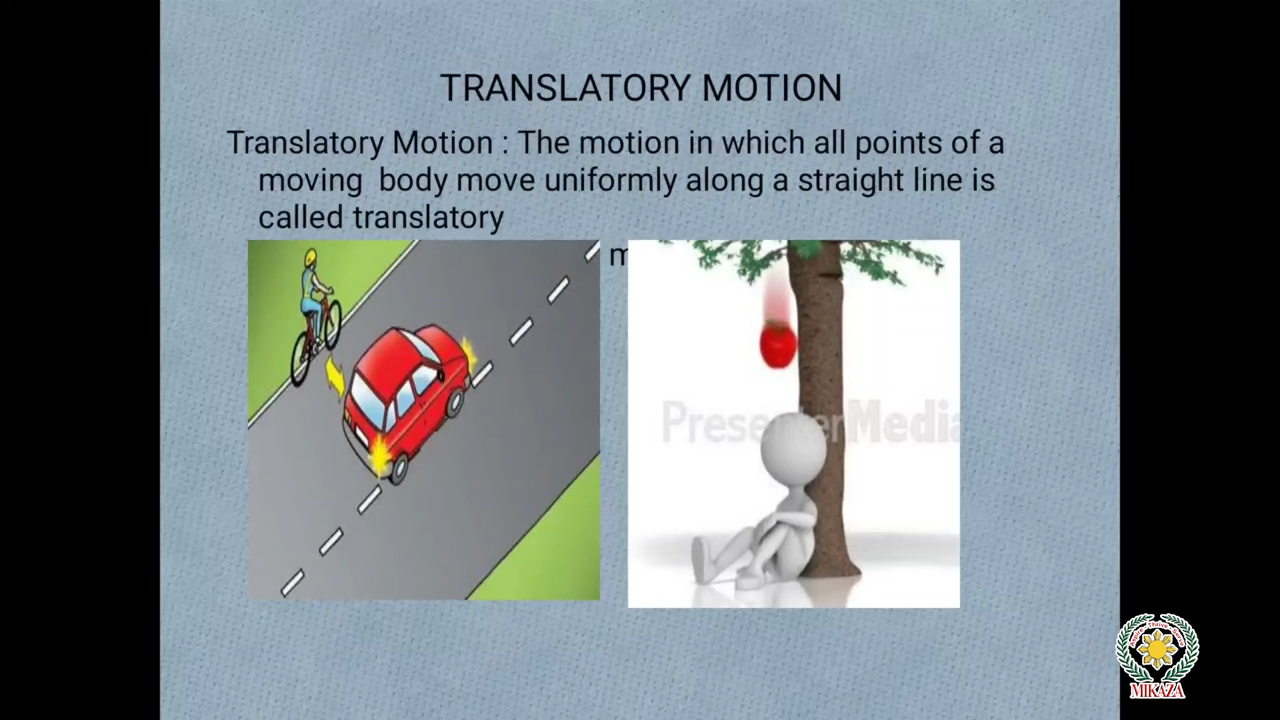 TRANSLATORY MOTION
Translatory Motion : The motion in which all points of a
moving body move uniformly along a straight line is
called translatory
PresenterMedia
MIKAZA